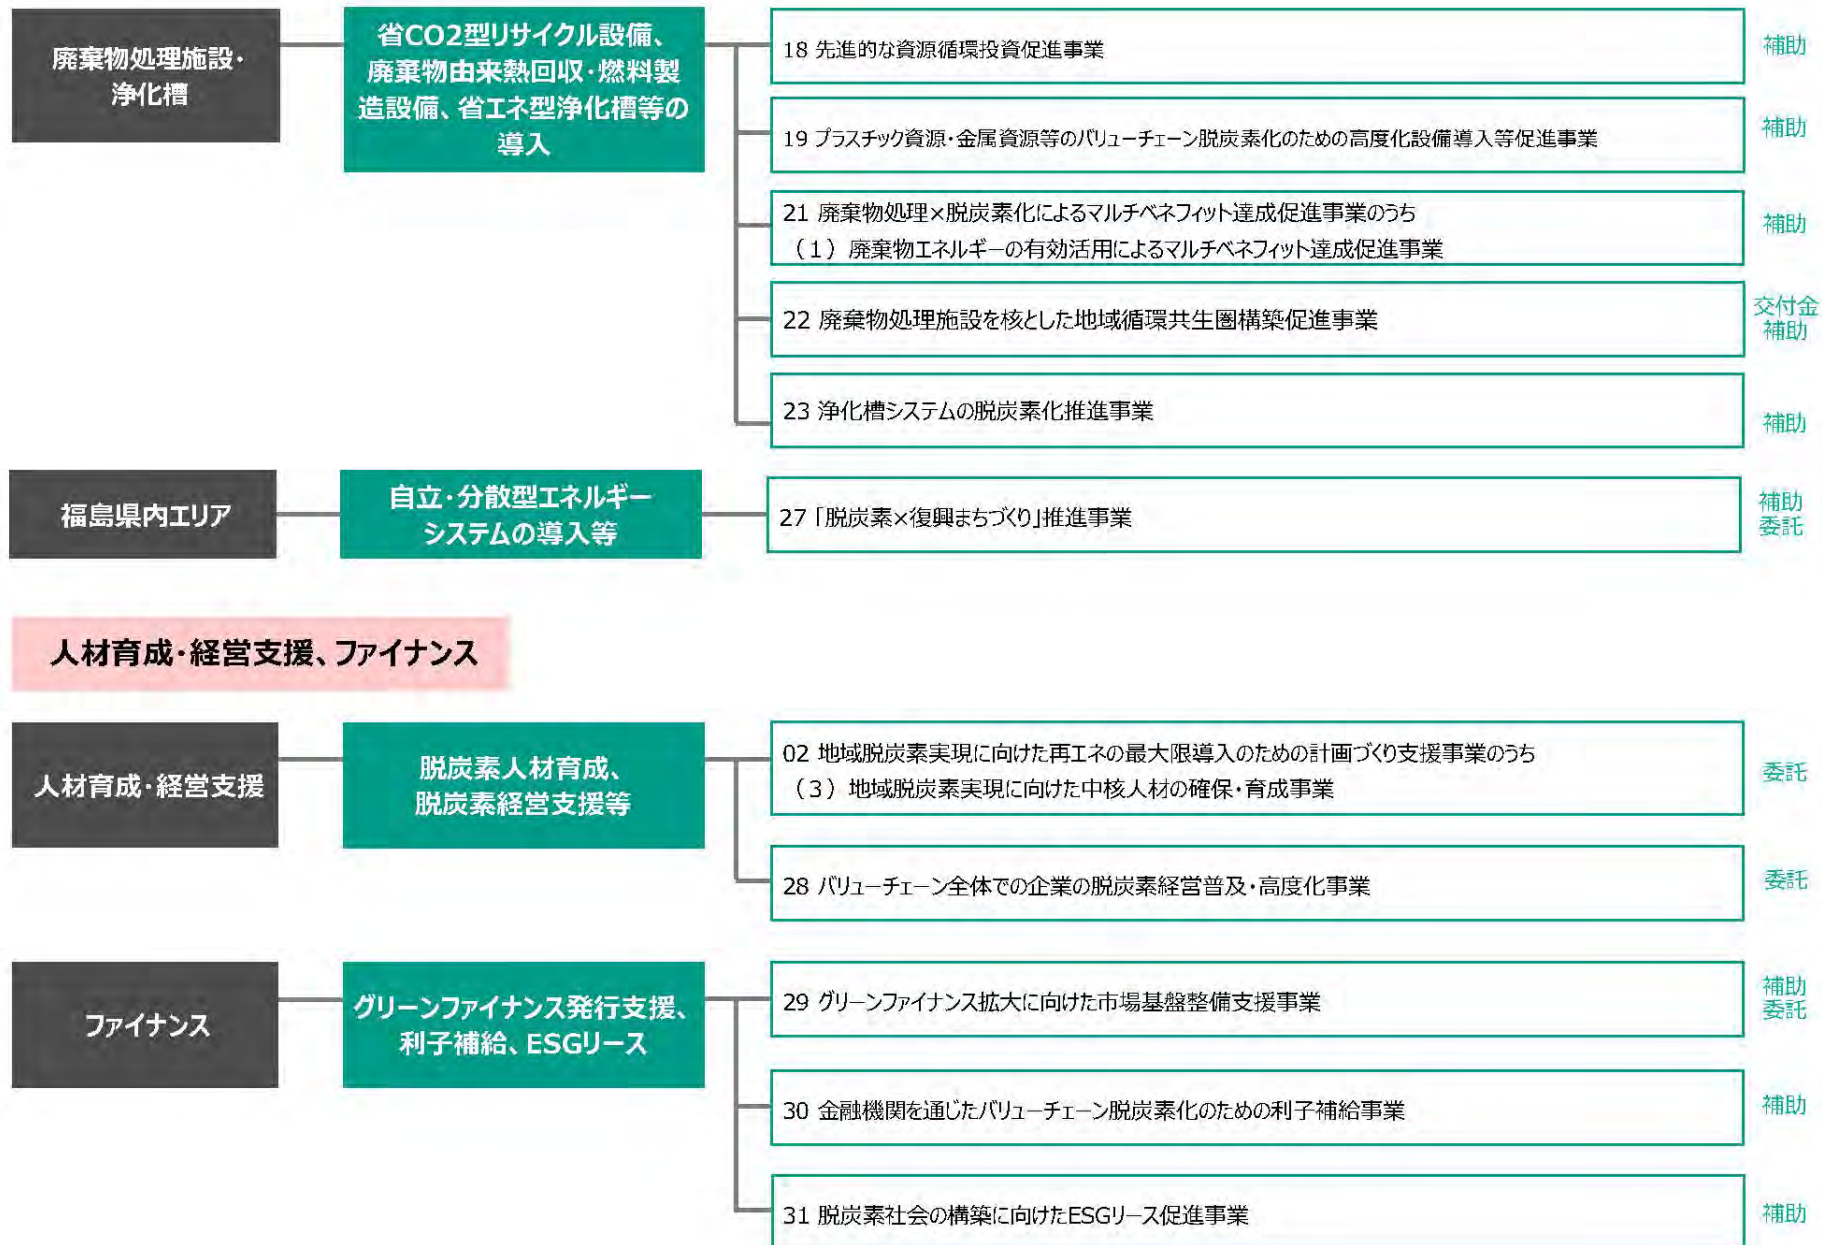 廃棄物処理施設・
浄化槽
省CO2型リサイクル設備、
廃棄物由来熱回収・燃料製
造設備、省エネ型浄化槽等の
導入
18 先進的な資源循環投資促進事業
補助
19 プラスチック資源・金属資源等のバリューチェーン脱炭素化のための高度化設備導入等促進事業
補助
21 廃棄物処理×脱炭素化によるマルチベネフィット達成促進事業のうち
（1）廃棄物エネルギーの有効活用によるマルチベネフィット達成促進事業
補助
22 廃棄物処理施設を核とした地域循環共生圏構築促進事業
交付金
補助
23 浄化槽システムの脱炭素化推進事業
補助
福島県内エリア
自立・分散型エネルギー
システムの導入等
27 「脱炭素×復興まちづくり」推進事業
補助
委託
人材育成・経営支援、ファイナンス
人材育成・経営支援
脱炭素人材育成、
脱炭素経営支援等
02 地域脱炭素実現に向けた再エネの最大限導入のための計画づくり支援事業のうち
（3）地域脱炭素実現に向けた中核人材の確保・育成事業
委託
28 バリューチェーン全体での企業の脱炭素経営普及・高度化事業
委託
ファイナンス
グリーンファイナンス発行支援、
利子補給、ESGリース
29 グリーンファイナンス拡大に向けた市場基盤整備支援事業
補助
委託
30 金融機関を通じたバリューチェーン脱炭素化のための利子補給事業
補助
31 脱炭素社会の構築に向けたESGリース促進事業
補助